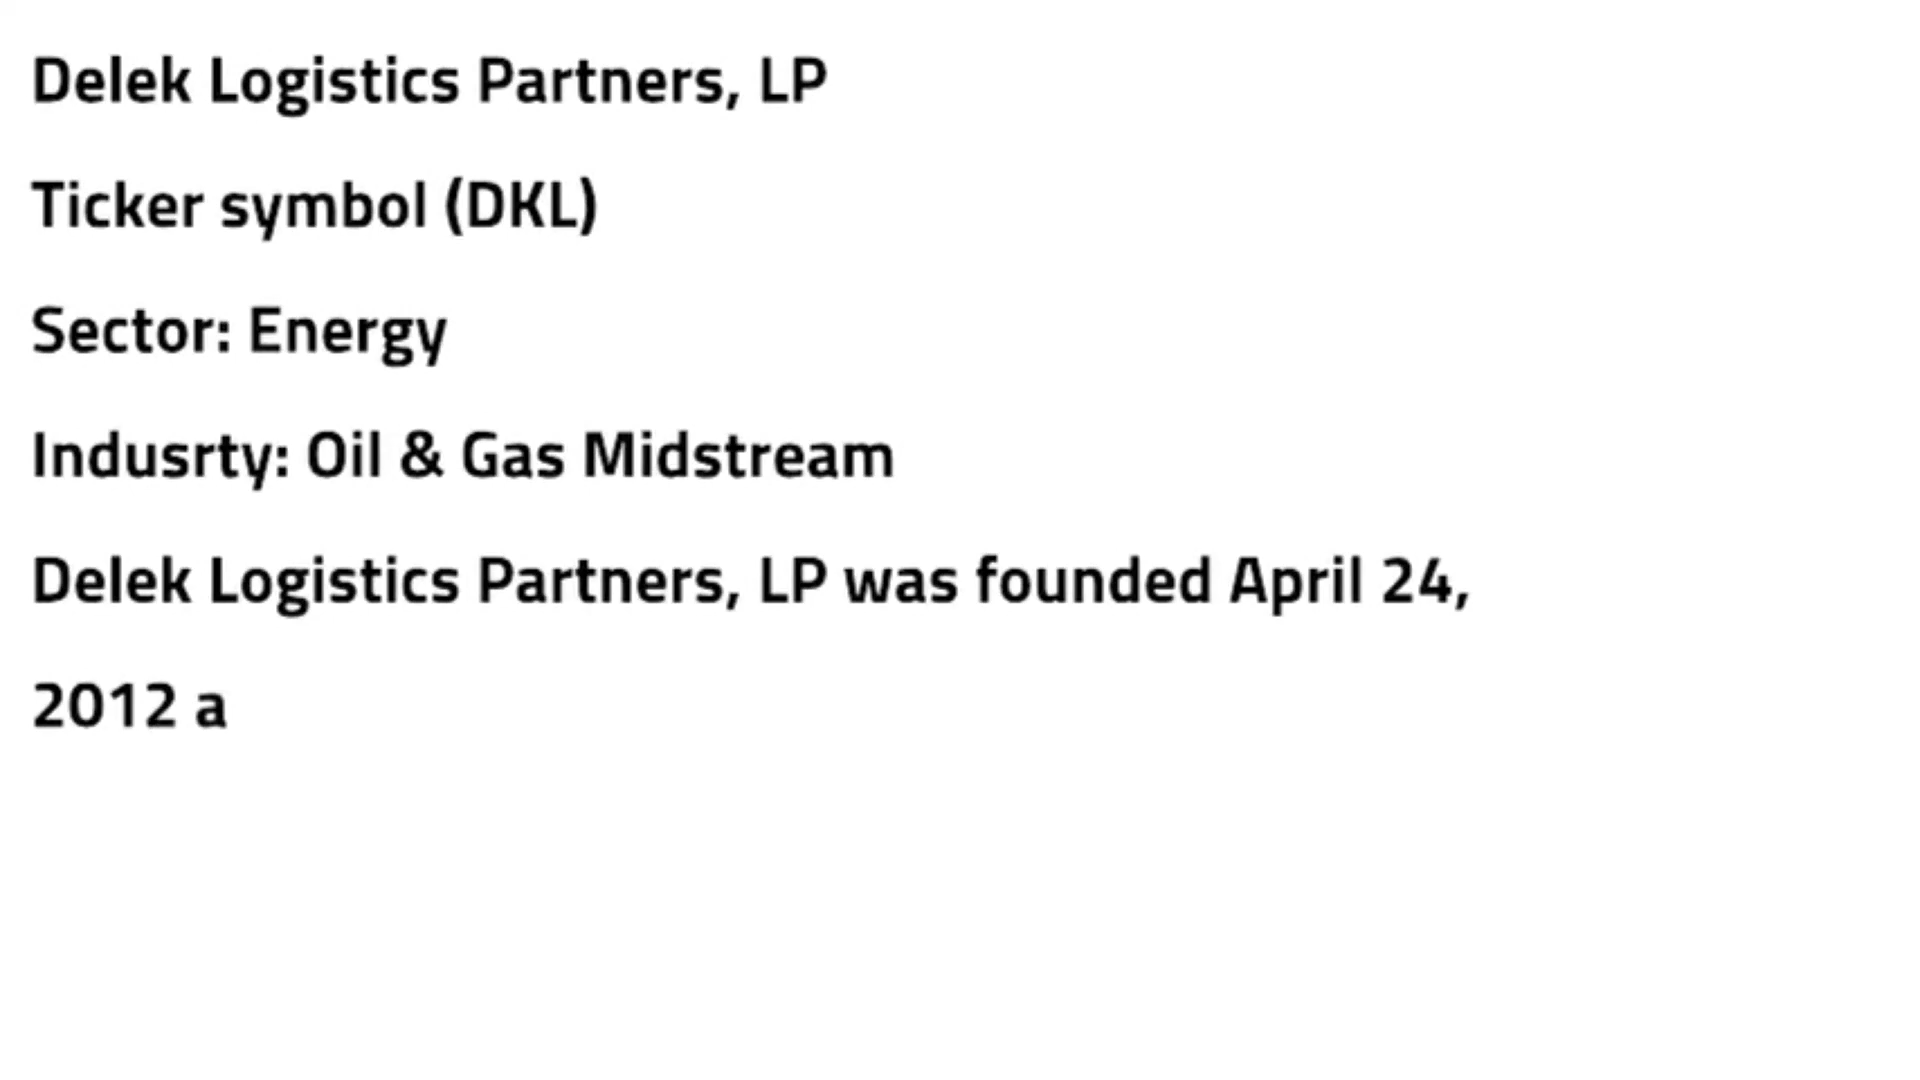 Delek Logistics Partners, LP
Ticker symbol (DKL)
Sector: Energy
Indusrty: Oil & Gas Midstream
Delek Logistics Partners, LP was founded April 24,
2012 a